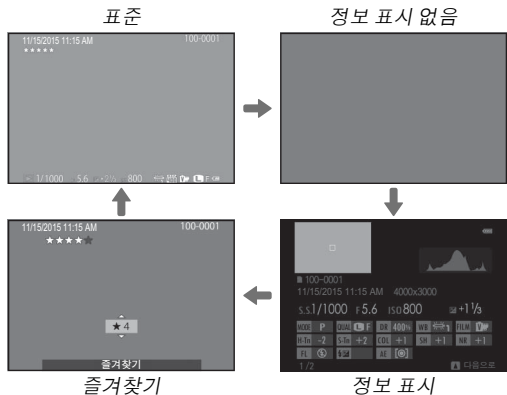 표준
정보 표시 없음
11/15/2015 11:15 AM 100-0001
★★★★★
1/1000 5.6 +2⅓ 800 F
11/15/2015 11:15 AM 100-0001
★★★★★
★4
즐겨찾기
즐겨찾기
100-0001
11/15/2015 11:15 AM 4000x3000
S.S.1/1000 F5.6 ISO800 +1⅓
MODE P QUAL L F DR 400% WB 1 FILM V
H-Tn -2 S-Tn +2 COL +1 SH +1 NR +1
FL AE
1/2 다음으로
정보 표시